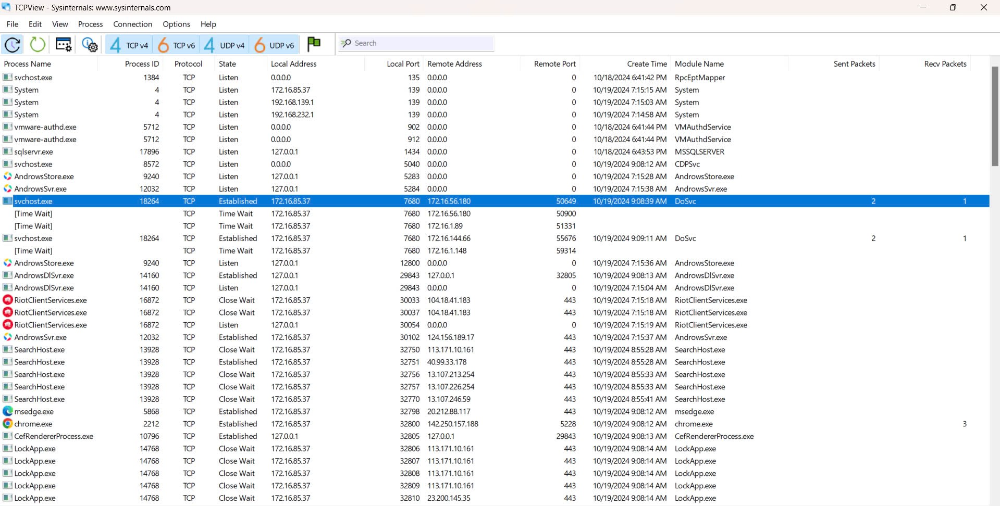 TCPView - Sysinternals: www.sysinternals.com
File Edit View Process Connection Options Help
4 TCP v4 6 TCP v6 4 UDP v4 6 UDP v6 Search
Process Name Process ID Protocol State Local Address Local Port Remote Address Remote Port Create Time Module Name Sent Packets Recv Packets
svchost.exe 1384 TCP Listen 0.0.0.0 135 0.0.0.0 0 10/18/2024 6:41:42 PM RpcEptMapper
System 4 TCP Listen 172.16.85.37 139 0.0.0.0 0 10/19/2024 7:15:15 AM System
System 4 TCP Listen 192.168.139.1 139 0.0.0.0 0 10/19/2024 7:15:03 AM System
System 4 TCP Listen 192.168.232.1 139 0.0.0.0 0 10/19/2024 7:14:58 AM System
vmware-authd.exe 5712 TCP Listen 0.0.0.0 902 0.0.0.0 0 10/18/2024 6:41:44 PM VMAuthdService
vmware-authd.exe 5712 TCP Listen 0.0.0.0 912 0.0.0.0 0 10/18/2024 6:41:44 PM VMAuthdService
sqlservr.exe 17896 TCP Listen 127.0.0.1 1434 0.0.0.0 0 10/18/2024 6:43:53 PM MSSQLSERVER
svchost.exe 8572 TCP Listen 0.0.0.0 5040 0.0.0.0 0 10/19/2024 9:08:12 AM CDPSvc
AndrowsStore.exe 9240 TCP Listen 127.0.0.1 5283 0.0.0.0 0 10/19/2024 7:15:28 AM AndrowsStore.exe
AndrowsSvr.exe 12032 TCP Listen 127.0.0.1 5284 0.0.0.0 0 10/19/2024 7:15:38 AM AndrowsSvr.exe
svchost.exe 18264 TCP Established 172.16.85.37 7680 172.16.56.180 50649 10/19/2024 9:08:39 AM DoSvc 2 1
[Time Wait] TCP Time Wait 172.16.85.37 7680 172.16.56.180 50900
[Time Wait] TCP Time Wait 172.16.85.37 7680 172.16.1.89 51331
svchost.exe 18264 TCP Established 172.16.85.37 7680 172.16.144.66 55676 10/19/2024 9:09:11 AM DoSvc 2 1
[Time Wait] TCP Time Wait 172.16.85.37 7680 172.16.1.148 59314
AndrowsStore.exe 9240 TCP Listen 127.0.0.1 12800 0.0.0.0 0 10/19/2024 7:15:36 AM AndrowsStore.exe
AndrowsDlSvr.exe 14160 TCP Established 127.0.0.1 29843 127.0.0.1 32805 10/19/2024 9:08:13 AM AndrowsDlSvr.exe
AndrowsDlSvr.exe 14160 TCP Listen 127.0.0.1 29843 0.0.0.0 0 10/19/2024 7:15:04 AM AndrowsDlSvr.exe
RiotClientServices.exe 16872 TCP Close Wait 172.16.85.37 30033 104.18.41.183 443 10/19/2024 7:15:18 AM RiotClientServices.exe
RiotClientServices.exe 16872 TCP Close Wait 172.16.85.37 30037 104.18.41.183 443 10/19/2024 7:15:18 AM RiotClientServices.exe
RiotClientServices.exe 16872 TCP Listen 127.0.0.1 30054 0.0.0.0 0 10/19/2024 7:15:19 AM RiotClientServices.exe
AndrowsSvr.exe 12032 TCP Established 172.16.85.37 30102 124.156.189.17 443 10/19/2024 7:15:37 AM AndrowsSvr.exe
SearchHost.exe 13928 TCP Close Wait 172.16.85.37 32750 113.171.10.161 443 10/19/2024 8:55:28 AM SearchHost.exe
SearchHost.exe 13928 TCP Established 172.16.85.37 32751 40.99.33.178 443 10/19/2024 8:55:28 AM SearchHost.exe
SearchHost.exe 13928 TCP Close Wait 172.16.85.37 32756 13.107.213.254 443 10/19/2024 8:55:33 AM SearchHost.exe
SearchHost.exe 13928 TCP Close Wait 172.16.85.37 32757 13.107.226.254 443 10/19/2024 8:55:33 AM SearchHost.exe
SearchHost.exe 13928 TCP Close Wait 172.16.85.37 32770 13.107.246.59 443 10/19/2024 8:55:41 AM SearchHost.exe
msedge.exe 5868 TCP Established 172.16.85.37 32798 20.212.88.117 443 10/19/2024 9:08:12 AM msedge.exe
chrome.exe 2212 TCP Established 172.16.85.37 32800 142.250.157.188 5228 10/19/2024 9:08:12 AM chrome.exe 3
CefRendererProcess.exe 10796 TCP Established 127.0.0.1 32805 127.0.0.1 29843 10/19/2024 9:08:13 AM CefRendererProcess.exe
LockApp.exe 14768 TCP Close Wait 172.16.85.37 32806 113.171.10.161 443 10/19/2024 9:08:14 AM LockApp.exe
LockApp.exe 14768 TCP Close Wait 172.16.85.37 32807 113.171.10.161 443 10/19/2024 9:08:14 AM LockApp.exe
LockApp.exe 14768 TCP Close Wait 172.16.85.37 32808 113.171.10.161 443 10/19/2024 9:08:14 AM LockApp.exe
LockApp.exe 14768 TCP Close Wait 172.16.85.37 32809 113.171.10.161 443 10/19/2024 9:08:14 AM LockApp.exe
LockApp.exe 14768 TCP Close Wait 172.16.85.37 32810 23.200.145.35 443 10/19/2024 9:08:14 AM LockApp.exe